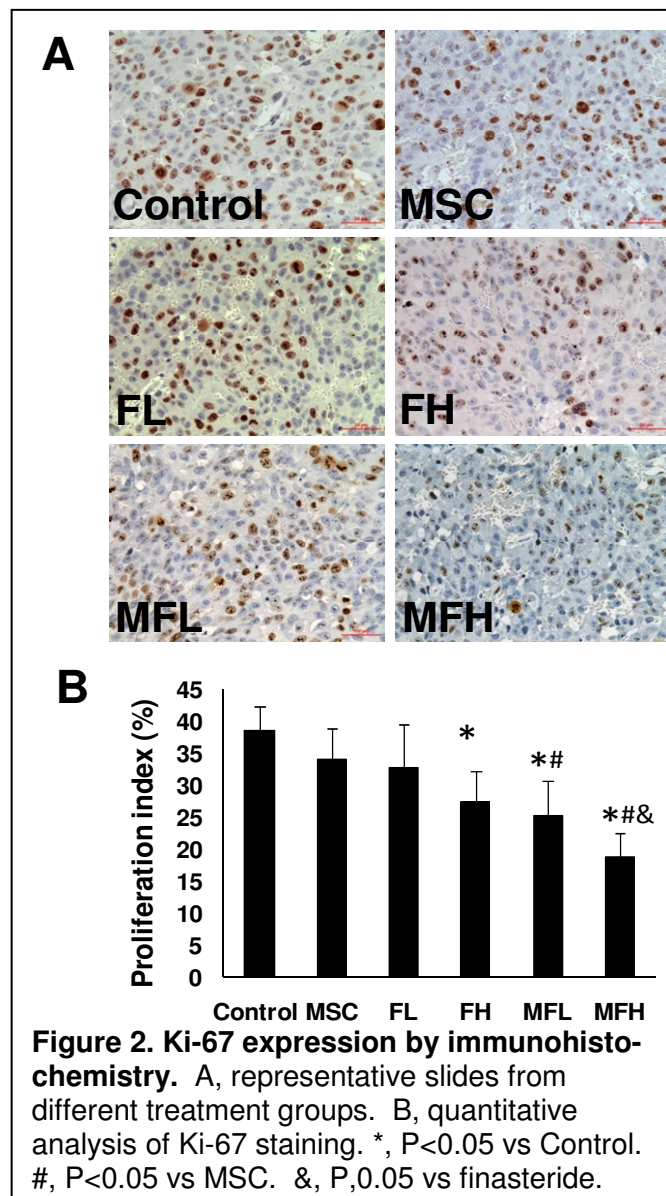 A
Control
MSC
FL
FH
MFL
MFH
B
Proliferation index (%)
45
40
35
30
25
20
15
10
5
0
*
*#
*#&
Control MSC FL FH MFL MFH
Figure 2. Ki-67 expression by immunohisto-
chemistry. A, representative slides from
different treatment groups. B, quantitative
analysis of Ki-67 staining. *, P<0.05 vs Control.
#, P<0.05 vs MSC. &, P,0.05 vs finasteride.